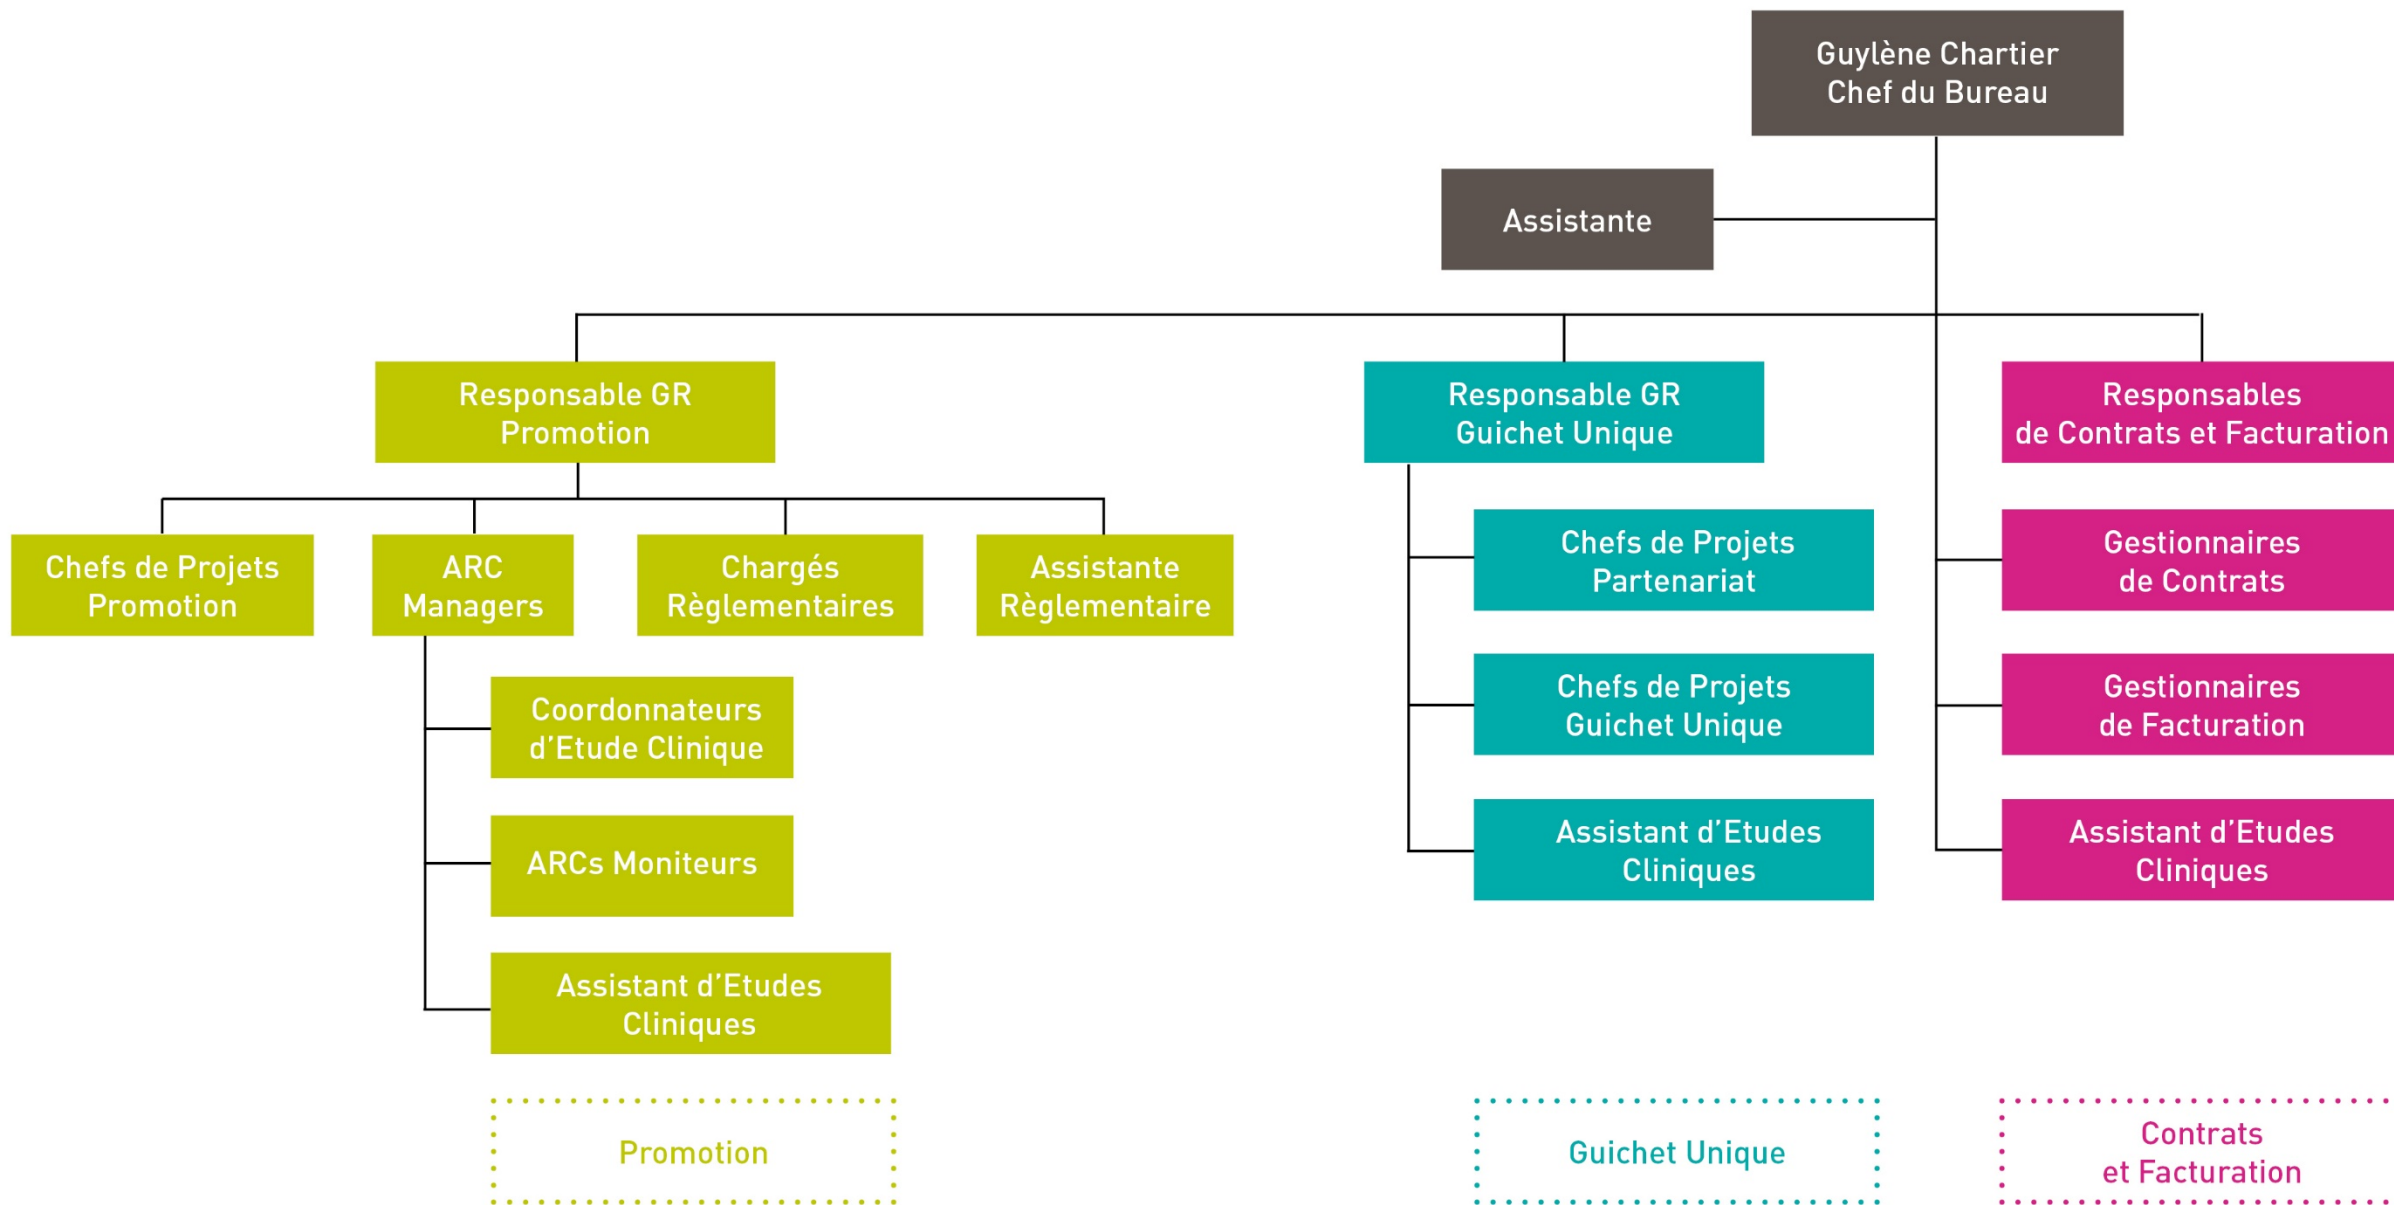 Guylène Chartier
Chef du Bureau
Assistante
Responsable GR
Promotion
Responsable GR
Guichet Unique
Responsables
de Contrats et Facturation
Chefs de Projets
Promotion
ARC
Managers
Chargés
Règlementaires
Assistante
Règlementaire
Coordonnateurs
d’Etude Clinique
ARCs Moniteurs
Assistant d’Etudes
Cliniques
Chefs de Projets
Partenariat
Chefs de Projets
Guichet Unique
Assistant d’Etudes
Cliniques
Gestionnaires
de Contrats
Gestionnaires
de Facturation
Assistant d’Etudes
Cliniques
Promotion
Guichet Unique
Contrats
et Facturation